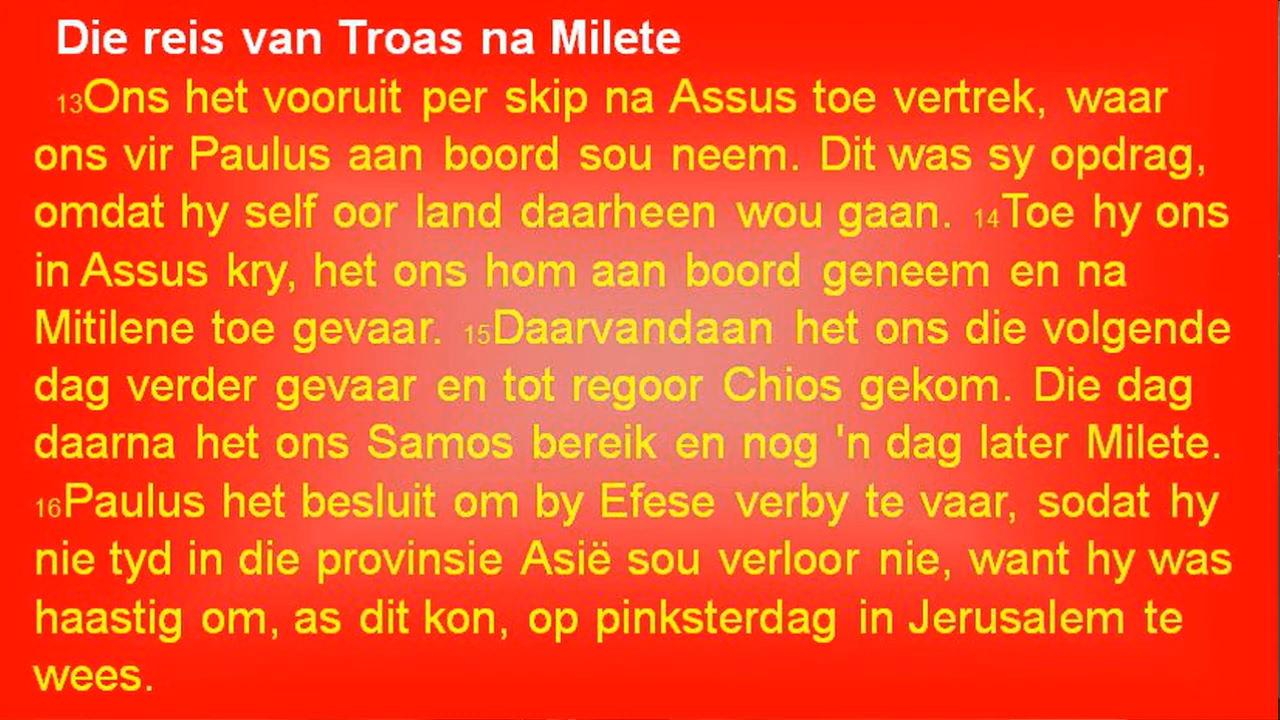 Die reis van Troas na Milete
13Ons het vooruit per skip na Assus toe vertrek, waar
ons vir Paulus aan boord sou neem. Dit was sy opdrag,
omdat hy self oor land daarheen wou gaan. 14Toe hy ons
in Assus kry, het ons hom aan boord geneem en na
Mitilene toe gevaar. 15Daarvandaan het ons die volgende
dag verder gevaar en tot regoor Chios gekom. Die dag
daarna het ons Samos bereik en nog 'n dag later Milete.
16Paulus het besluit om by Efese verby te vaar, sodat hy
nie tyd in die provinsie Asië sou verloor nie, want hy was
haastig om, as dit kon, op pinksterdag in Jerusalem te
wees.